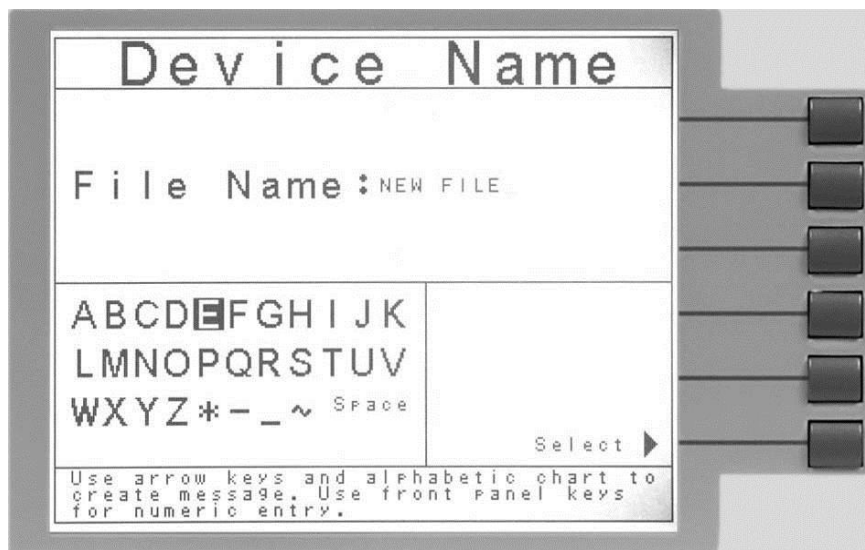 Device Name
File Name: NEW FILE
ABCDEFGHIJK
LMNOPQRSTUV
WXYZ*-_~ Space
Select ▶
Use arrow keys and alphabetic chart to
create message. Use front panel keys
for numeric entry.